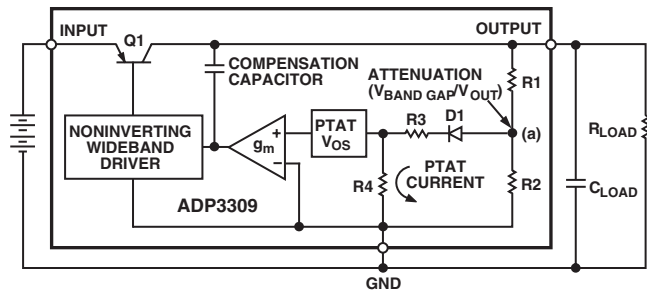 INPUT
Q1
OUTPUT
COMPENSATION
CAPACITOR
ATTENUATION
(VBAND GAP/VOUT)
R1
NONINVERTING
WIDEBAND
DRIVER
gm
+
−
PTAT
VOS
R3
D1
(a)
RLOAD
R4
PTAT
CURRENT
R2
CLOAD
ADP3309
GND